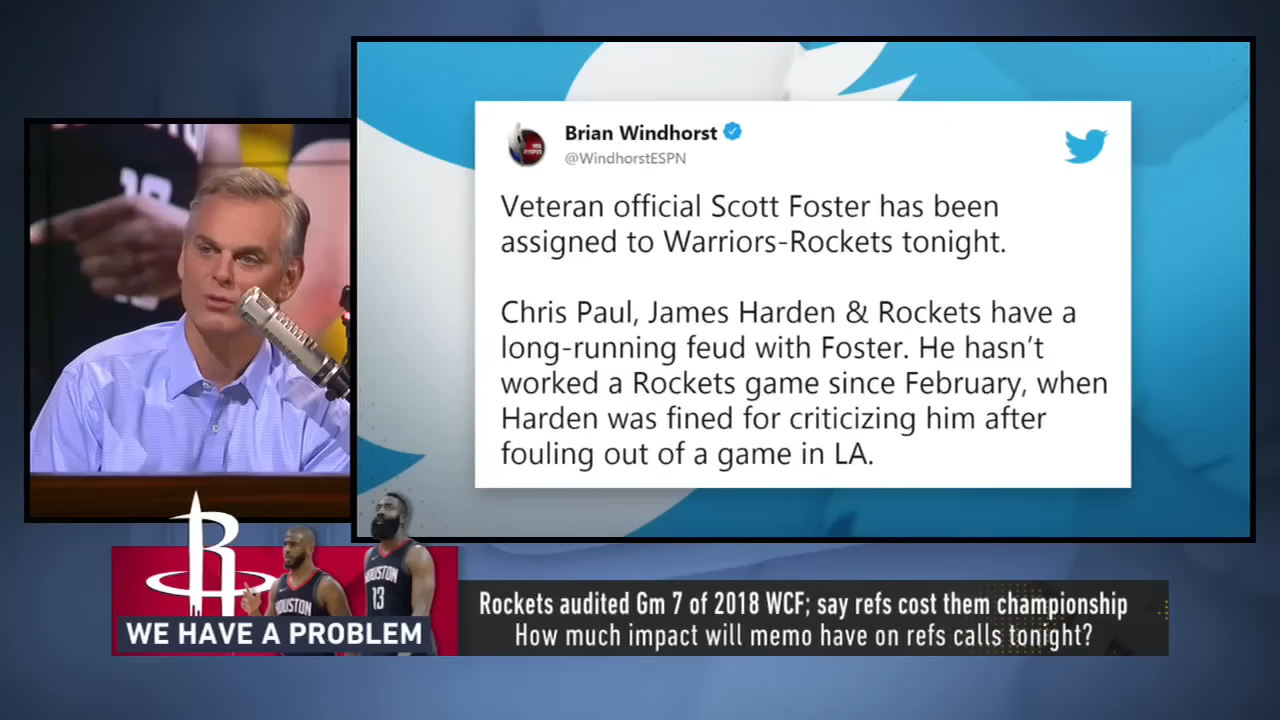 Brian Windhorst
@WindhorstESPN
Veteran official Scott Foster has been
assigned to Warriors-Rockets tonight.
Chris Paul, James Harden & Rockets have a
long-running feud with Foster. He hasn't
worked a Rockets game since February, when
Harden was fined for criticizing him after
fouling out of a game in LA.
R
HOUSTON
HOUSTON
13
WE HAVE A PROBLEM
Rockets audited Gm 7 of 2018 WCF; say refs cost them championship
How much impact will memo have on refs calls tonight?